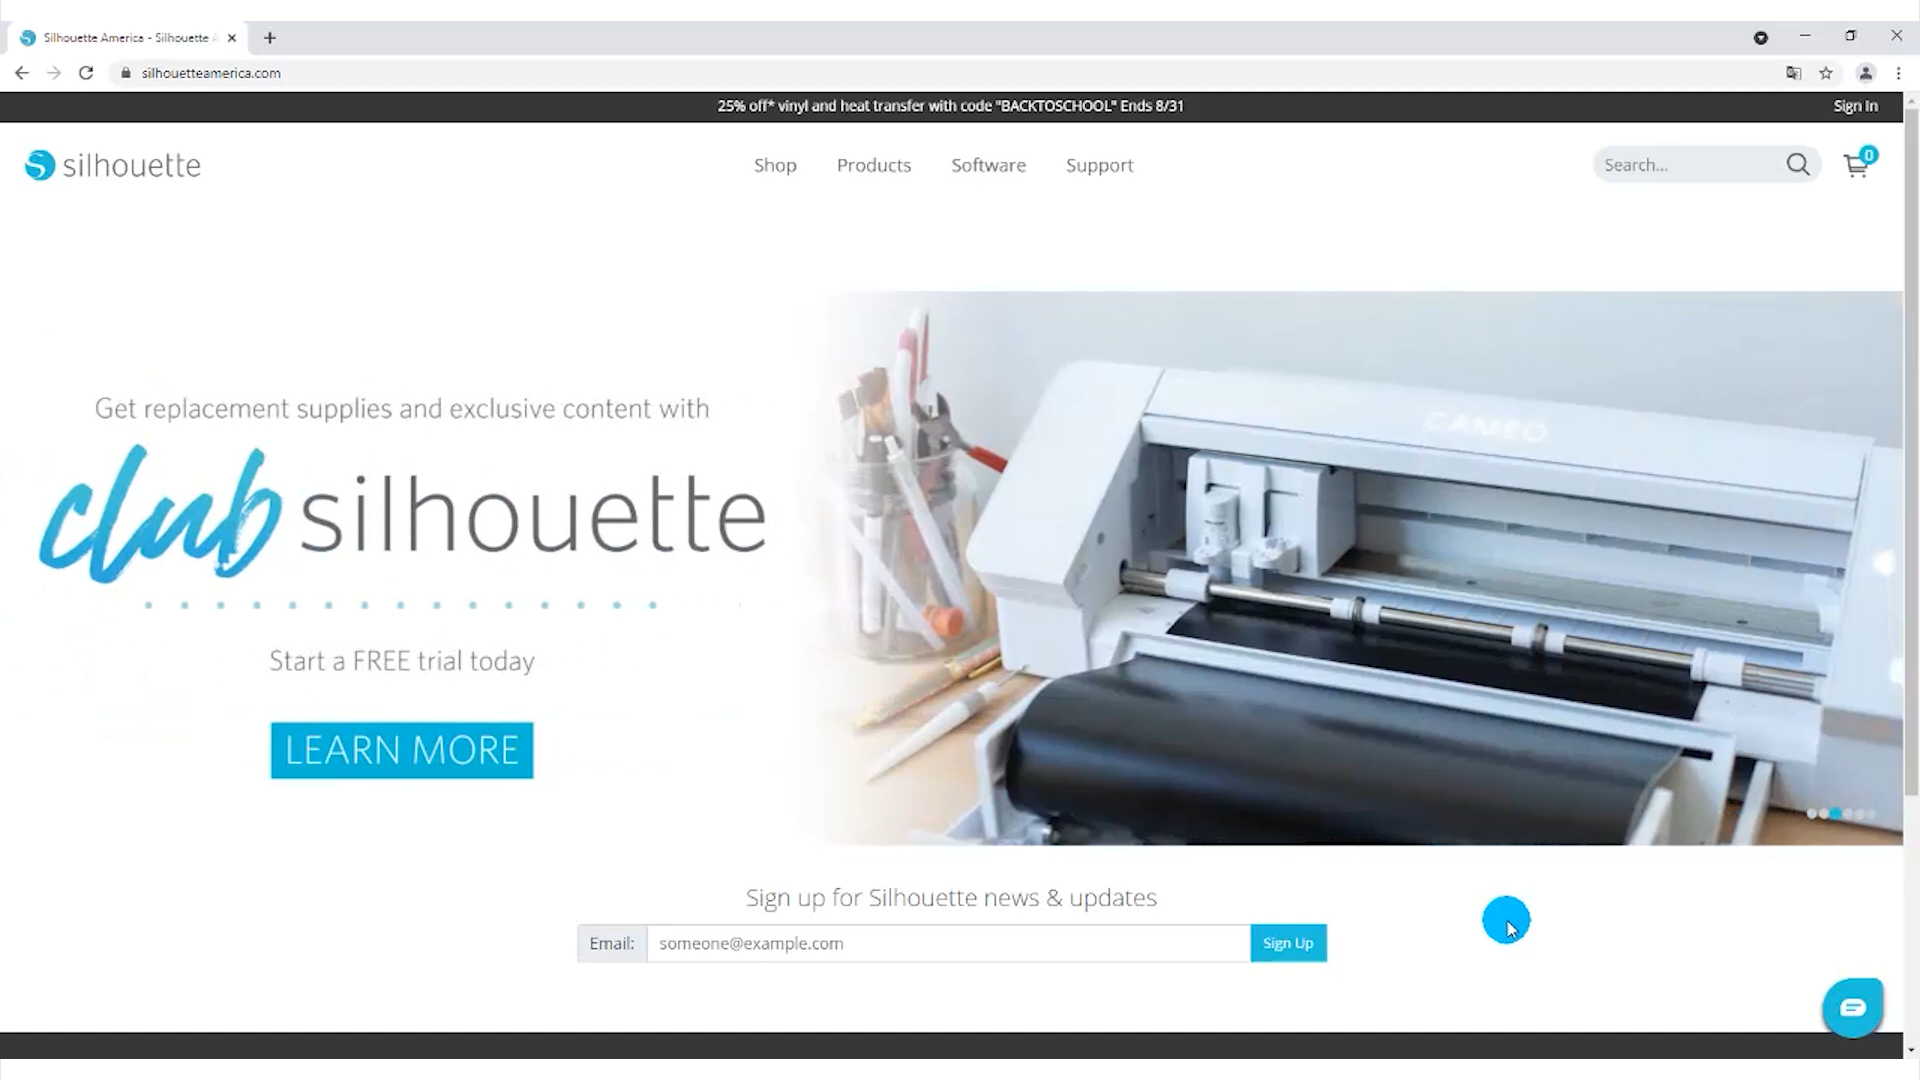 Silhouette America - Silhouette
silhouetteamerica.com
25% off* vinyl and heat transfer with code "BACKTOSCHOOL" Ends 8/31
Sign In
silhouette
Shop
Products
Software
Support
Search...
0
Get replacement supplies and exclusive content with
club silhouette
Start a FREE trial today
LEARN MORE
CAMEO
Sign up for Silhouette news & updates
Email:
someone@example.com
Sign Up